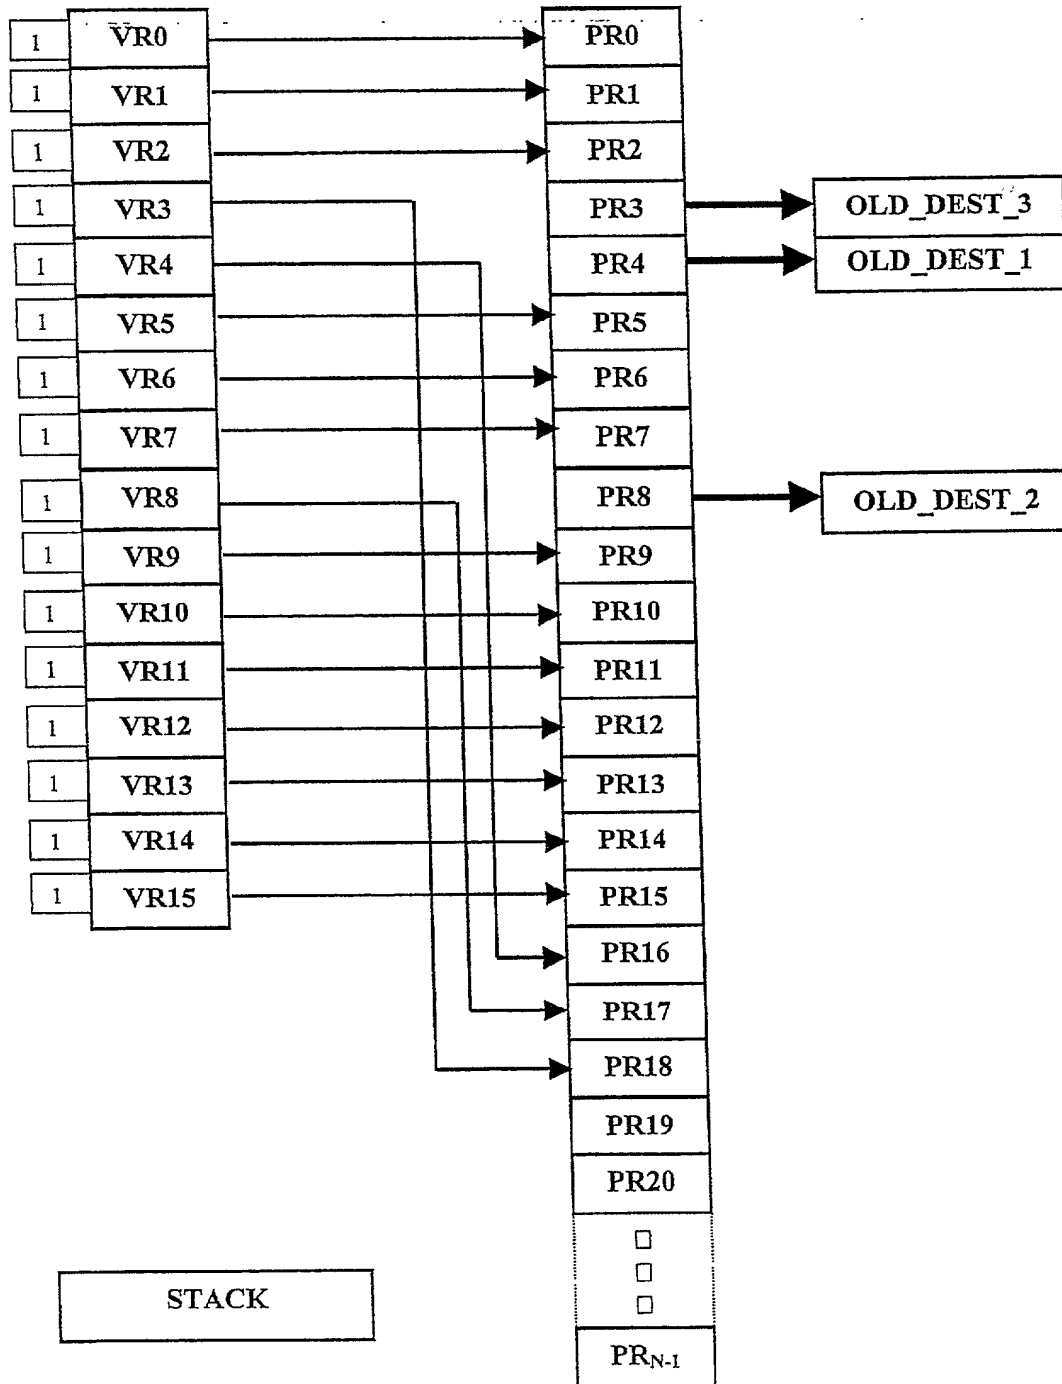 1 VR0 PR0
1 VR1 PR1
1 VR2 PR2
1 VR3 PR3 OLD_DEST_3
1 VR4 PR4 OLD_DEST_1
1 VR5 PR5
1 VR6 PR6
1 VR7 PR7
1 VR8 PR8 OLD_DEST_2
1 VR9 PR9
1 VR10 PR10
1 VR11 PR11
1 VR12 PR12
1 VR13 PR13
1 VR14 PR14
1 VR15 PR15
PR16
PR17
PR18
PR19
PR20
□
□
□
STACK
PRN-1